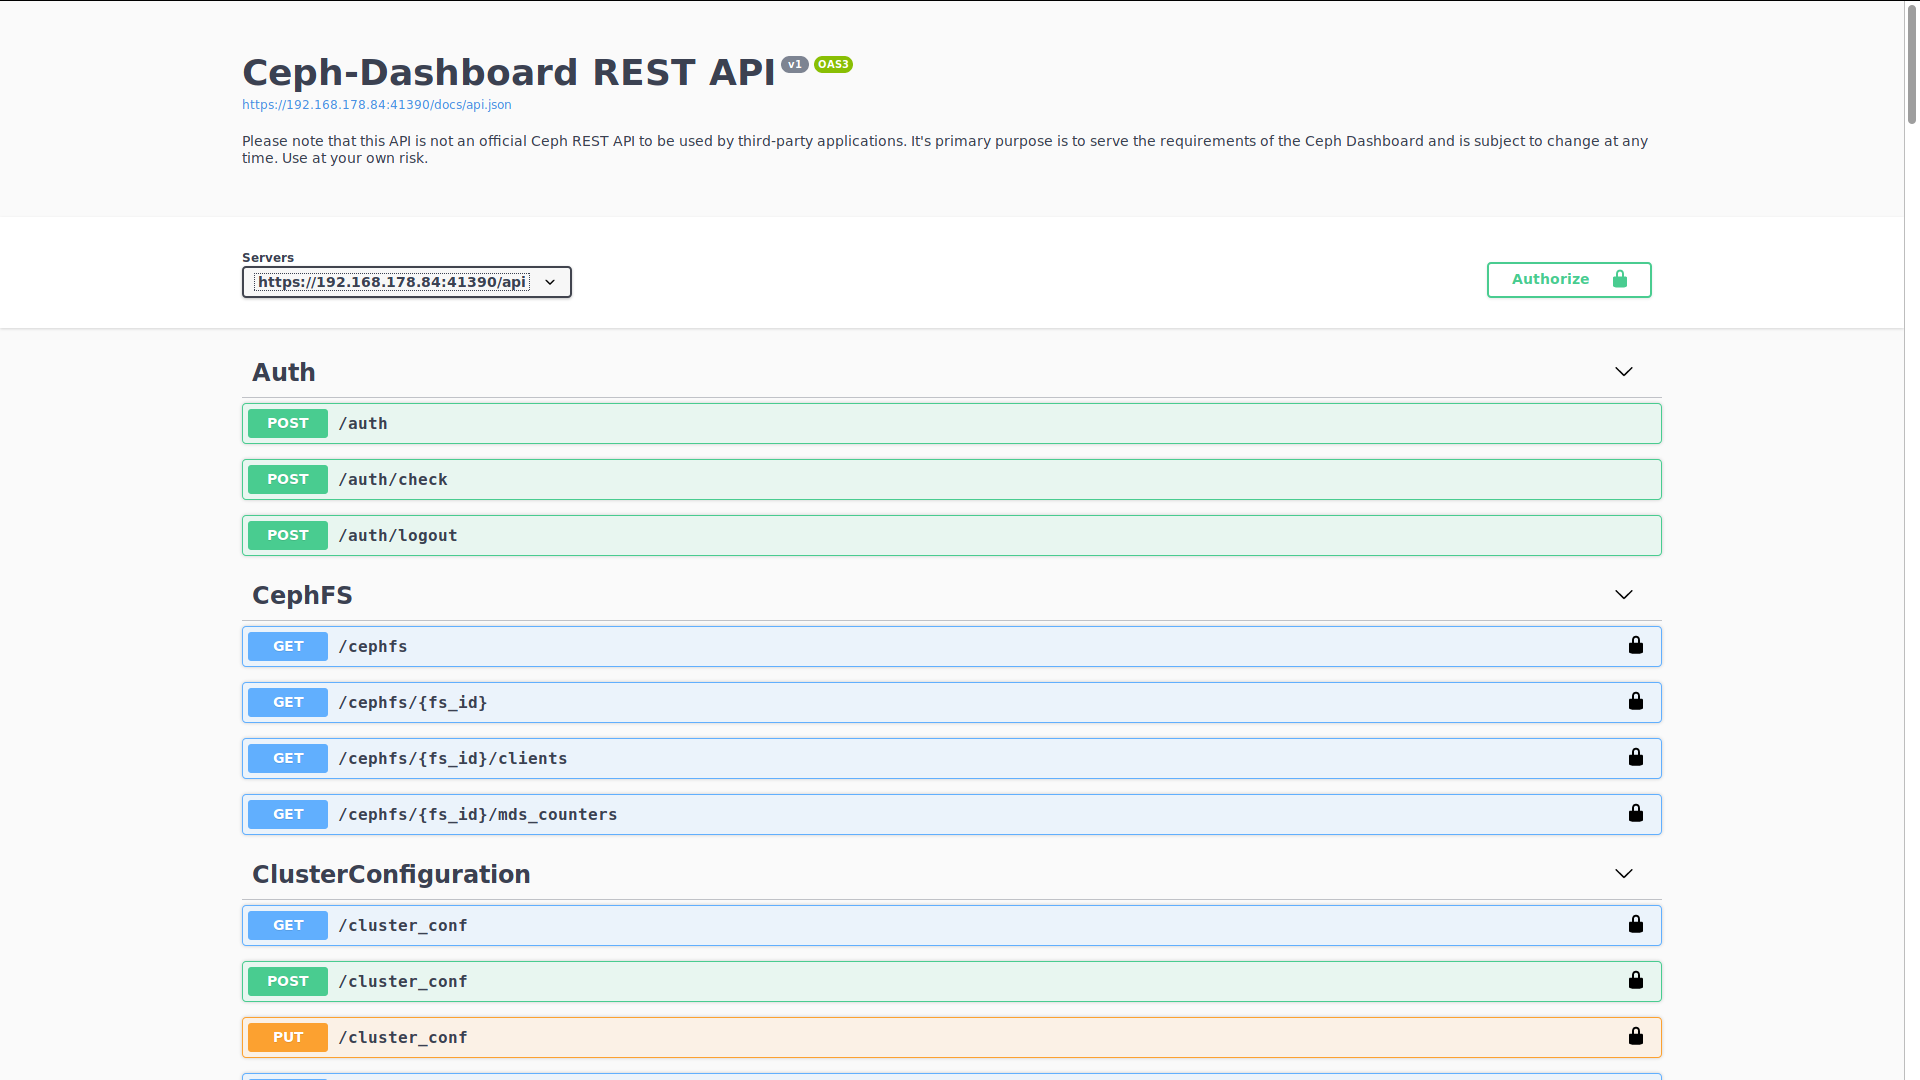 Ceph-Dashboard REST API v1 OAS3
https://192.168.178.84:41390/docs/api.json
Please note that this API is not an official Ceph REST API to be used by third-party applications. It's primary purpose is to serve the requirements of the Ceph Dashboard and is subject to change at any
time. Use at your own risk.
Servers
https://192.168.178.84:41390/api
Authorize
Auth
POST /auth
POST /auth/check
POST /auth/logout
CephFS
GET /cephfs
GET /cephfs/{fs_id}
GET /cephfs/{fs_id}/clients
GET /cephfs/{fs_id}/mds_counters
ClusterConfiguration
GET /cluster_conf
POST /cluster_conf
PUT /cluster_conf